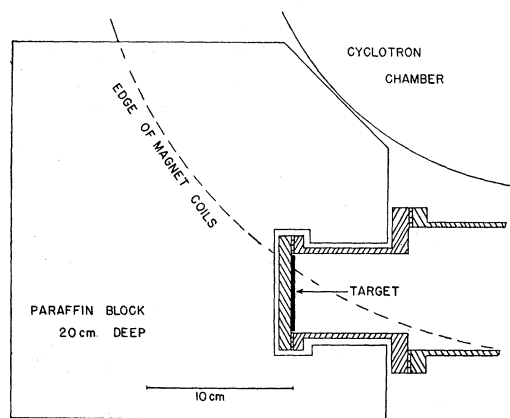 CYCLOTRON
CHAMBER
EDGE OF MAGNET COILS
TARGET
PARAFFIN BLOCK
20 cm. DEEP
10 cm